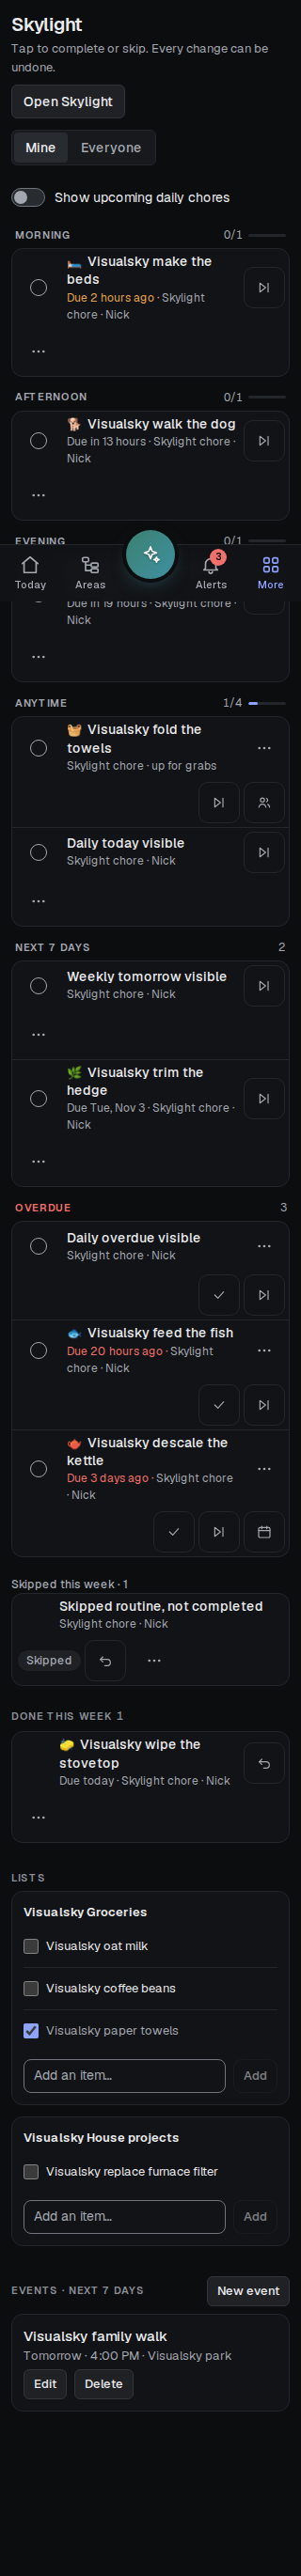 Skylight
Tap to complete or skip. Every change can be
undone.
Open Skylight
Mine Everyone
Show upcoming daily chores
MORNING 0/1
Visualsky make the
beds
Due 2 hours ago · Skylight
chore · Nick
...
AFTERNOON 0/1
Visualsky walk the dog
Due in 13 hours · Skylight chore ·
Nick
...
EVENING 0/1
3
Today Areas Alerts More
Due in 19 hours · Skylight chore ·
Nick
...
ANYTIME 1/4
Visualsky fold the
towels
Skylight chore · up for grabs
...
Daily today visible
Skylight chore · Nick
...
NEXT 7 DAYS 2
Weekly tomorrow visible
Skylight chore · Nick
...
Visualsky trim the
hedge
Due Tue, Nov 3 · Skylight chore ·
Nick
...
OVERDUE 3
Daily overdue visible
Skylight chore · Nick
...
Visualsky feed the fish
Due 20 hours ago · Skylight
chore · Nick
...
Visualsky descale the
kettle
Due 3 days ago · Skylight chore
· Nick
...
Skipped this week · 1
Skipped routine, not completed
Skylight chore · Nick
Skipped ...
DONE THIS WEEK 1
Visualsky wipe the
stovetop
Due today · Skylight chore · Nick
...
LISTS
Visualsky Groceries
Visualsky oat milk
Visualsky coffee beans
Visualsky paper towels
Add an item... Add
Visualsky House projects
Visualsky replace furnace filter
Add an item... Add
EVENTS · NEXT 7 DAYS New event
Visualsky family walk
Tomorrow · 4:00 PM · Visualsky park
Edit Delete